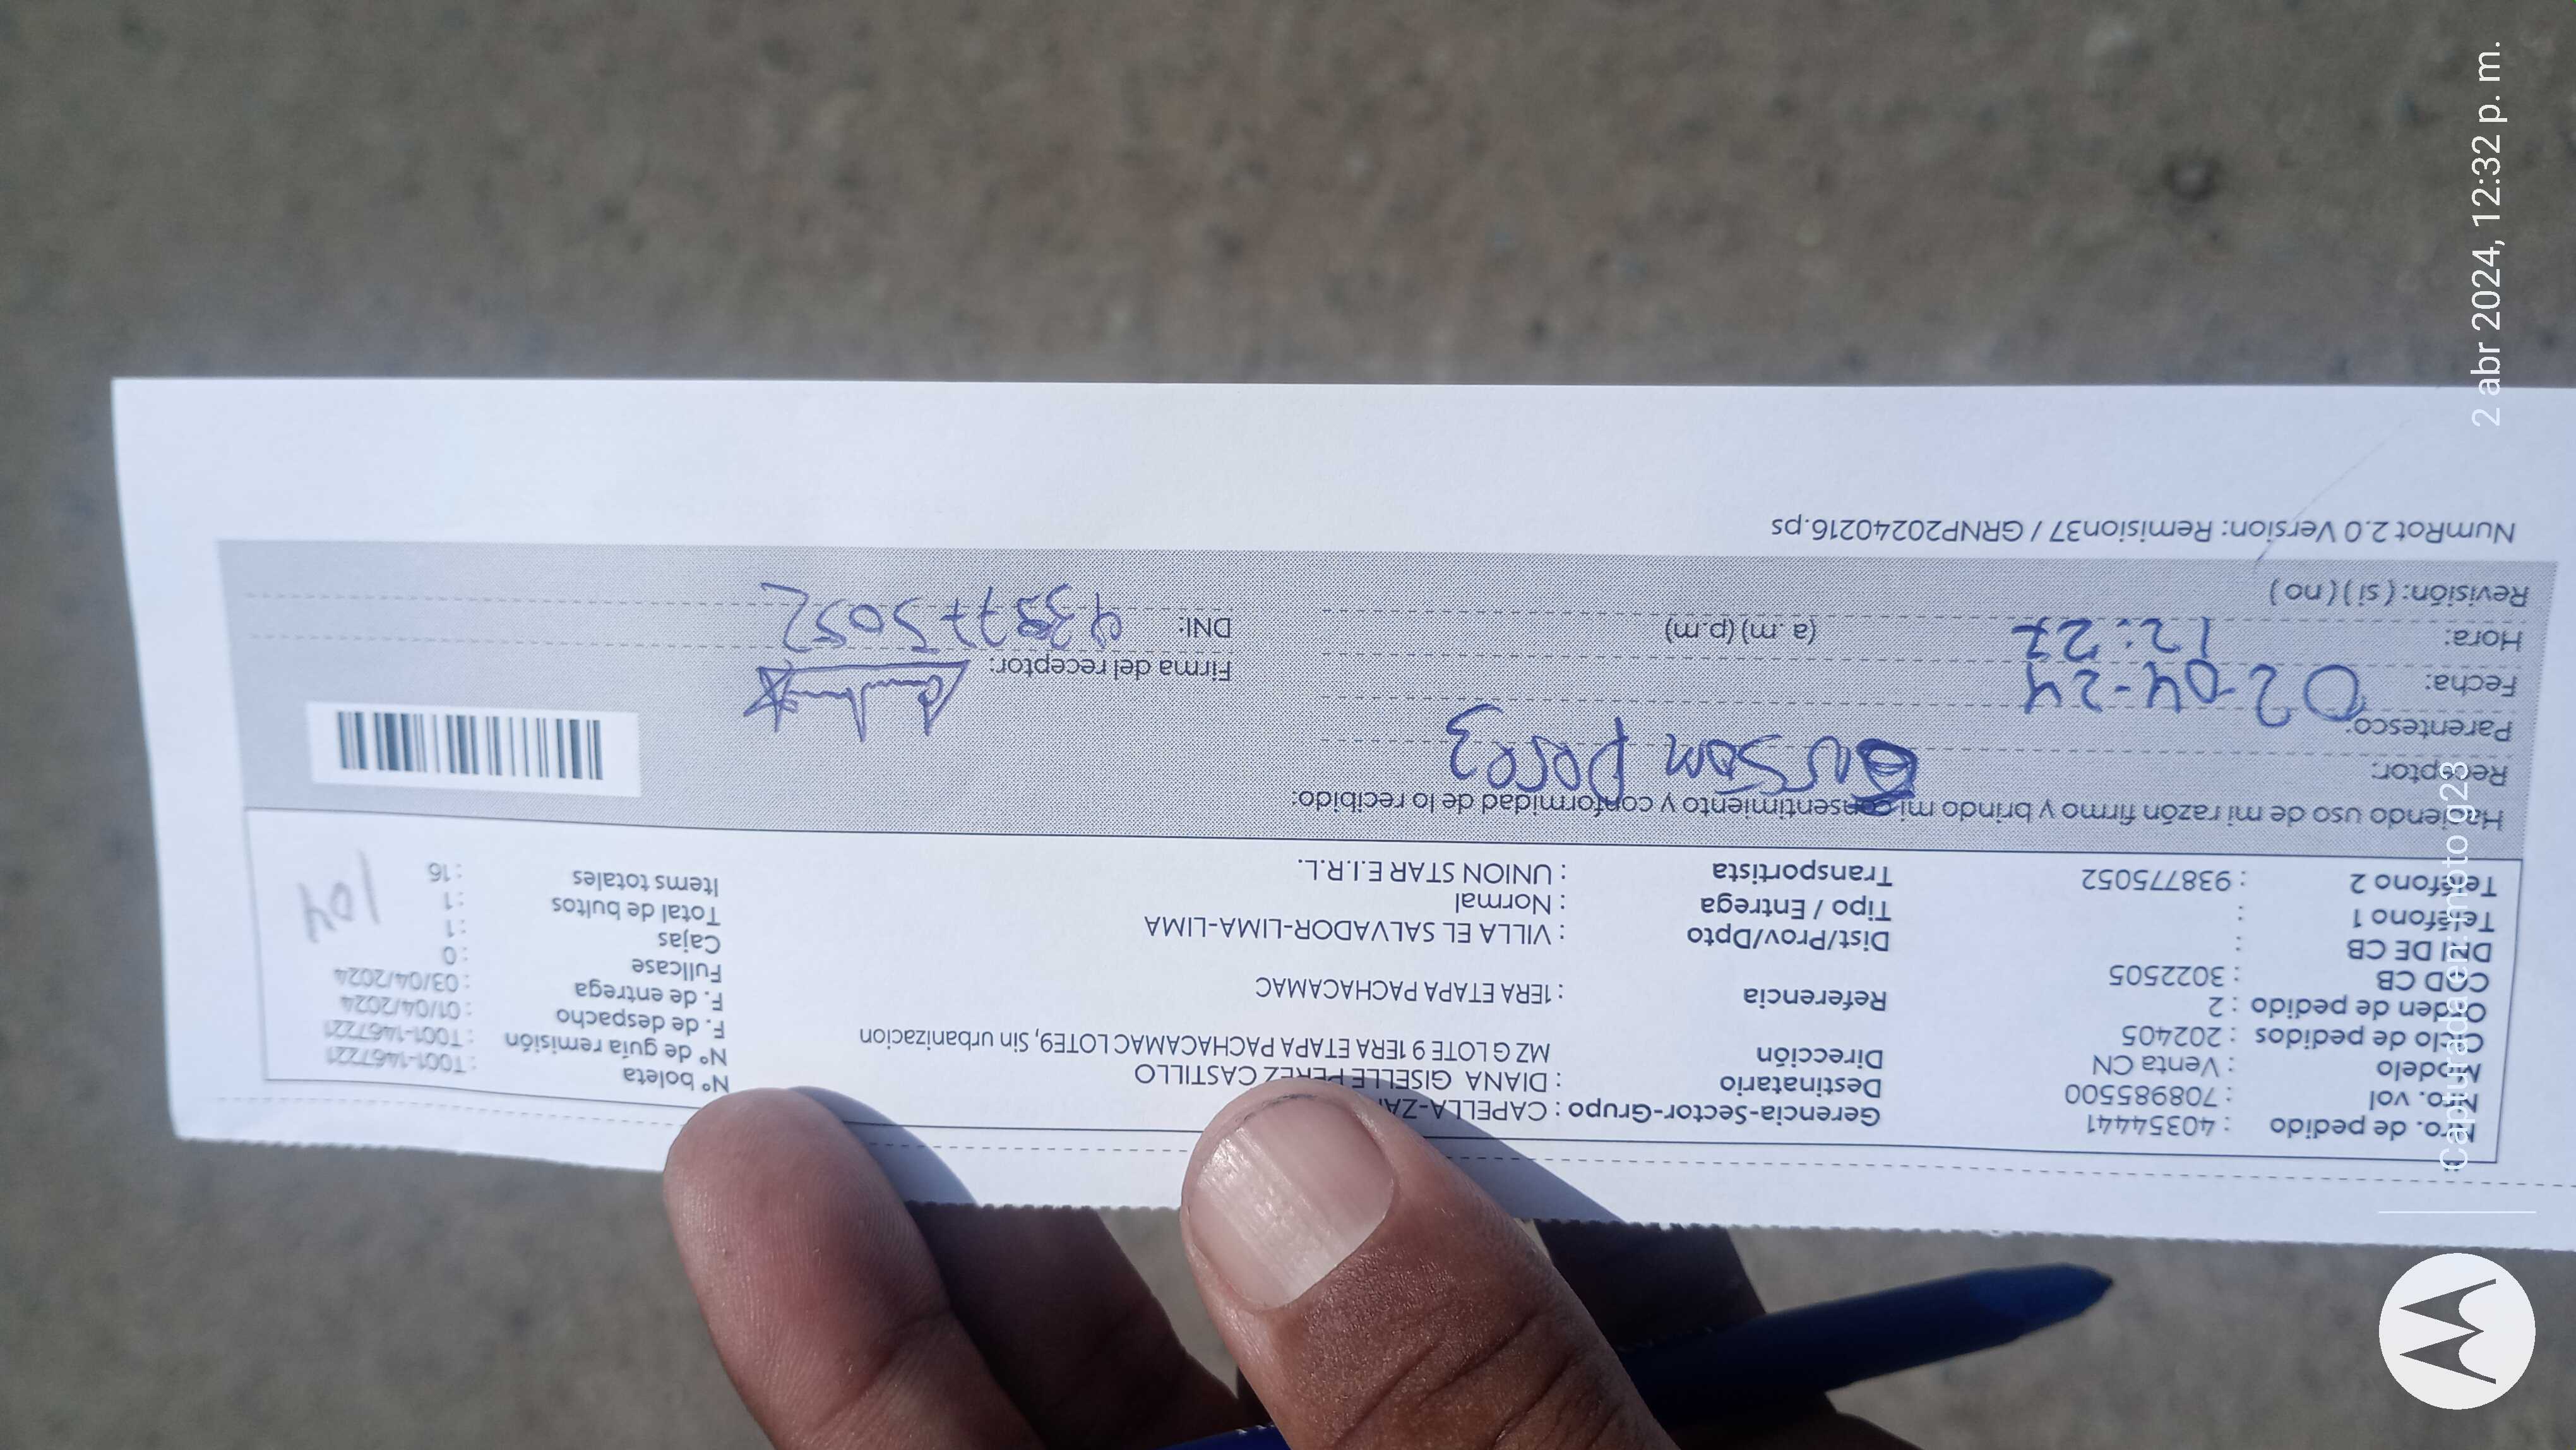 Nro. de pedido : 40354441
Nro. vol : 708985500
Modelo : Venta CN
Ciclo de pedidos : 202405
Orden de pedido : 2
COD CB : 3022505
DNI DE CB :
Teléfono 1 :
Teléfono 2 : 938775052
Gerencia-Sector-Grupo : CAPELLA-
Destinatario : DIANA GISELLE PEREZ CASTILLO
Dirección MZ G LOTE 9 1ERA ETAPA PACHACAMAC LOTE9, Sin urbanizacion
Referencia : 1ERA ETAPA PACHACAMAC
Dist/Prov/Dpto : VILLA EL SALVADOR-LIMA-LIMA
Tipo / Entrega : Normal
Transportista : UNION STAR E.I.R.L.
N° boleta : T001-1467221
N° de guía remisión : T001-1467221
F. de despacho : 01/04/2024
F. de entrega : 03/04/2024
Fullcase : 0
Cajas : 1
Total de bultos : 1
Items totales : 16
104
Haciendo uso de mi razón firmo y brindo mi consentimiento y conformidad de lo recibido:
Receptor:
Parentesco:
Fecha: 02-04-24
Hora: 12:27 (a .m) (p.m)
Revisión: ( si ) ( no )
Firma del receptor:
DNI:
NumRot 2.0 Version: Remision37 / GRNP20240216.ps
Capturada en: moto g23
2 abr 2024, 12:32 p. m.